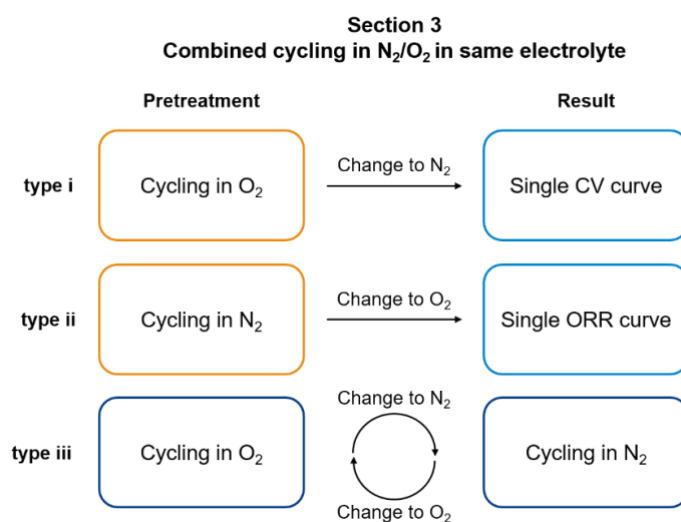 Section 3
Combined cycling in N₂/O₂ in same electrolyte
Pretreatment
Result
type i
Cycling in O₂
Change to N₂
Single CV curve
type ii
Cycling in N₂
Change to O₂
Single ORR curve
type iii
Cycling in O₂
Change to N₂
Change to O₂
Cycling in N₂